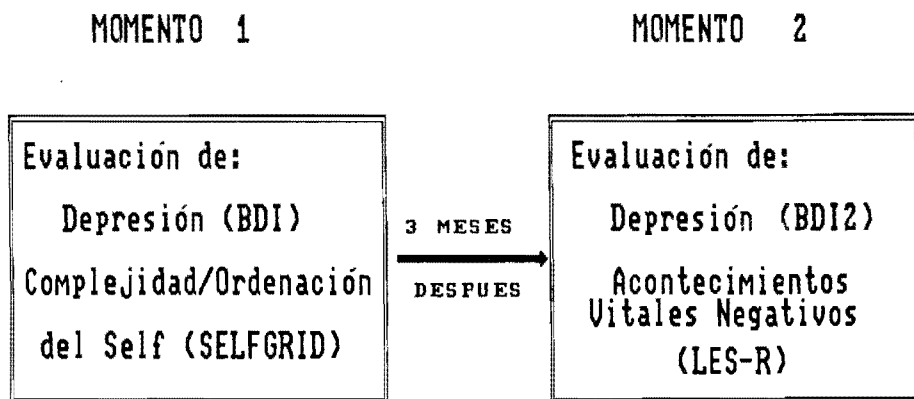 MOMENTO 1
MOMENTO 2
Evaluación de:
Depresión (BDI)
Complejidad/Ordenación
del Self (SELFGRID)
3 MESES
DESPUES
Evaluación de:
Depresión (BDI2)
Acontecimientos
Vitales Negativos
(LES-R)